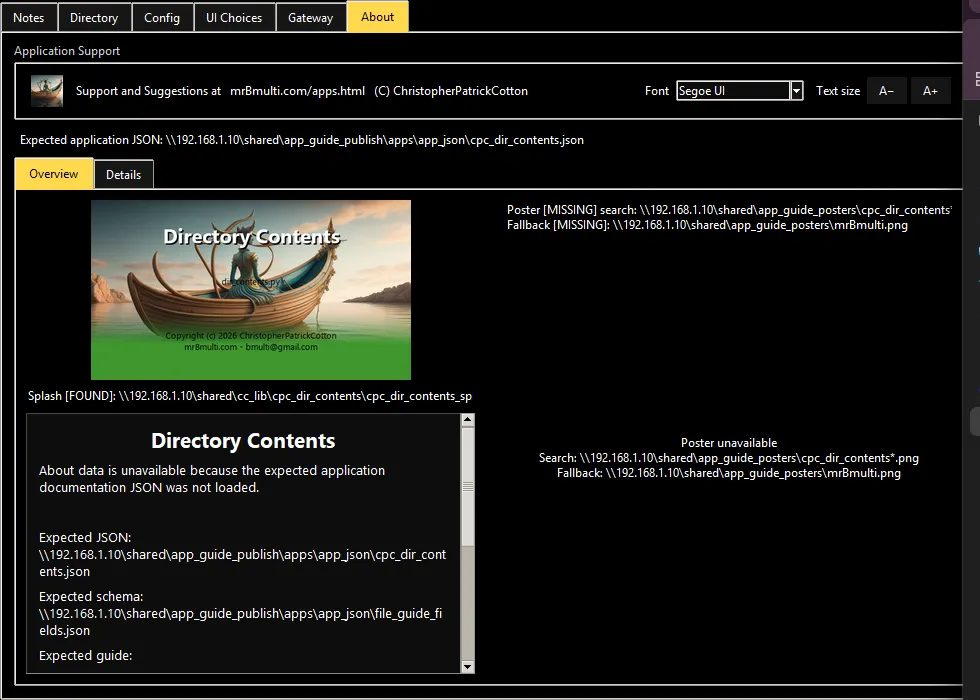 Notes
Directory
Config
UI Choices
Gateway
About
Application Support
Support and Suggestions at mrBmulti.com/apps.html (C) ChristopherPatrickCotton
Font
Segoe UI
Text size
A−
A+
Expected application JSON: \\192.168.1.10\shared\app_guide_publish\apps\app_json\cpc_dir_contents.json
Overview
Details
Directory Contents
dir_contents.py
Copyright (c) 2026 ChristopherPatrickCotton
mrBmulti.com - bmulti@gmail.com
Splash [FOUND]: \\192.168.1.10\shared\cc_lib\cpc_dir_contents\cpc_dir_contents_sp
Poster [MISSING] search: \\192.168.1.10\shared\app_guide_posters\cpc_dir_contents*
Fallback [MISSING]: \\192.168.1.10\shared\app_guide_posters\mrBmulti.png
Directory Contents
About data is unavailable because the expected application
documentation JSON was not loaded.
Expected JSON:
\\192.168.1.10\shared\app_guide_publish\apps\app_json\cpc_dir_cont
ents.json
Expected schema:
\\192.168.1.10\shared\app_guide_publish\apps\app_json\file_guide_fi
elds.json
Expected guide:
Poster unavailable
Search: \\192.168.1.10\shared\app_guide_posters\cpc_dir_contents*.png
Fallback: \\192.168.1.10\shared\app_guide_posters\mrBmulti.png